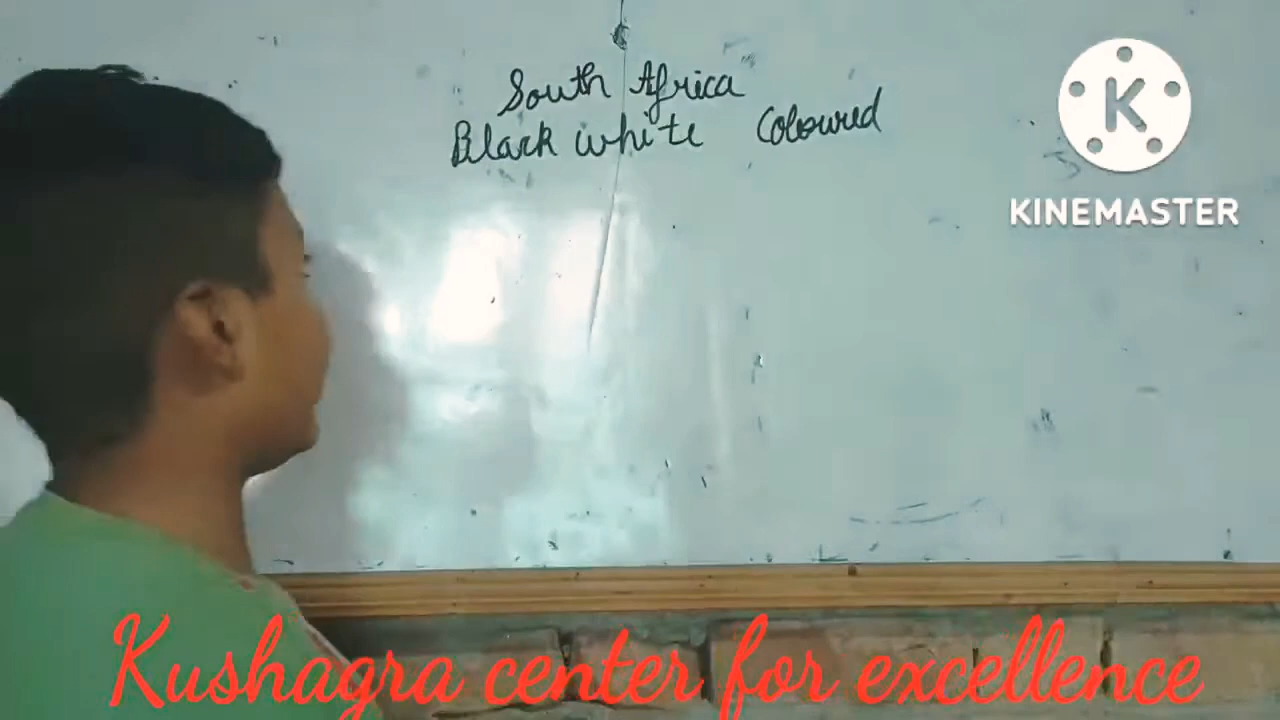 South Africa
Black white Coloured
K
KINEMASTER
Kushagra center for excellence